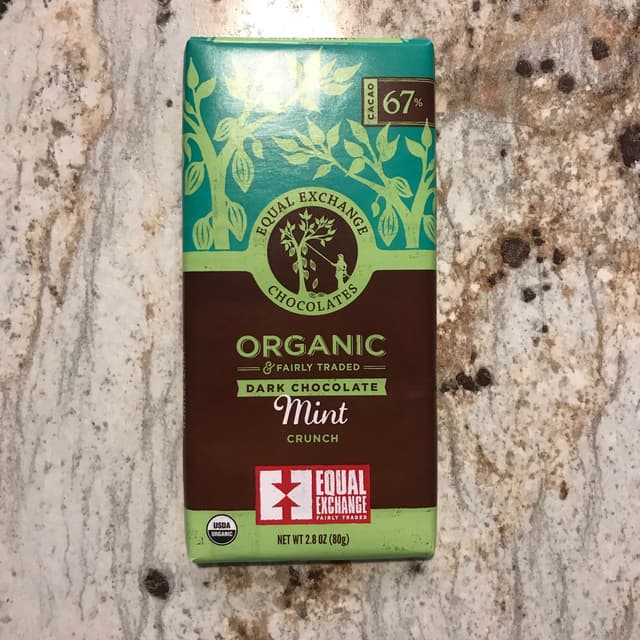 CACAO
67%
EQUAL EXCHANGE
CHOCOLATES
ORGANIC
& FAIRLY TRADED
DARK CHOCOLATE
Mint
CRUNCH
EQUAL
EXCHANGE
FAIRLY TRADED
USDA
ORGANIC
NET WT 2.8 OZ (80g)